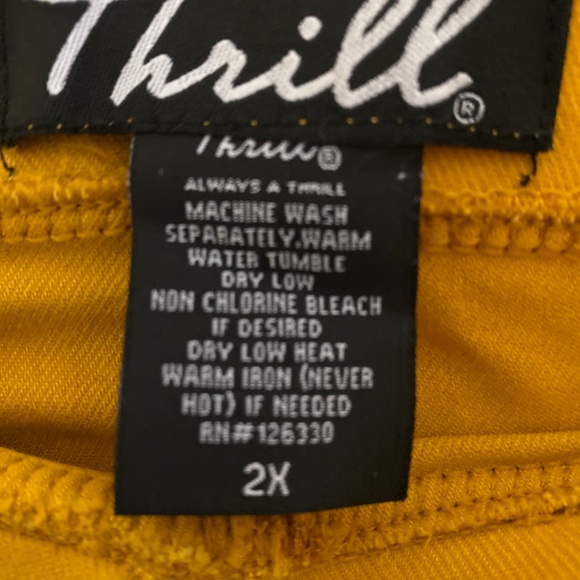 Thrill®
Thrill®
ALWAYS A THRILL
MACHINE WASH
SEPARATELY.WARM
WATER TUMBLE
DRY LOW
NON CHLORINE BLEACH
IF DESIRED
DRY LOW HEAT
WARM IRON (NEVER
HOT) IF NEEDED
RN#126330
2X